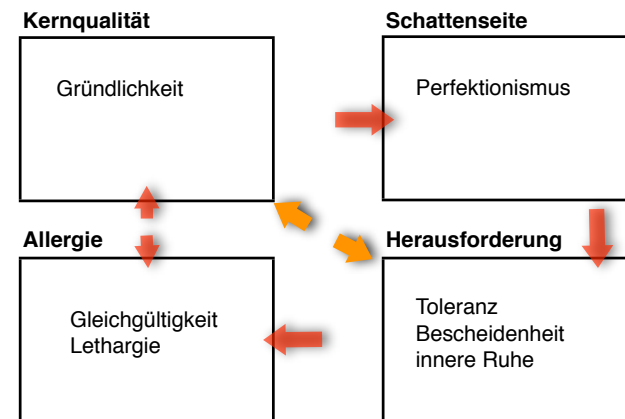 Kernqualität
Schattenseite
Gründlichkeit
Perfektionismus
Allergie
Herausforderung
Gleichgültigkeit
Lethargie
Toleranz
Bescheidenheit
innere Ruhe